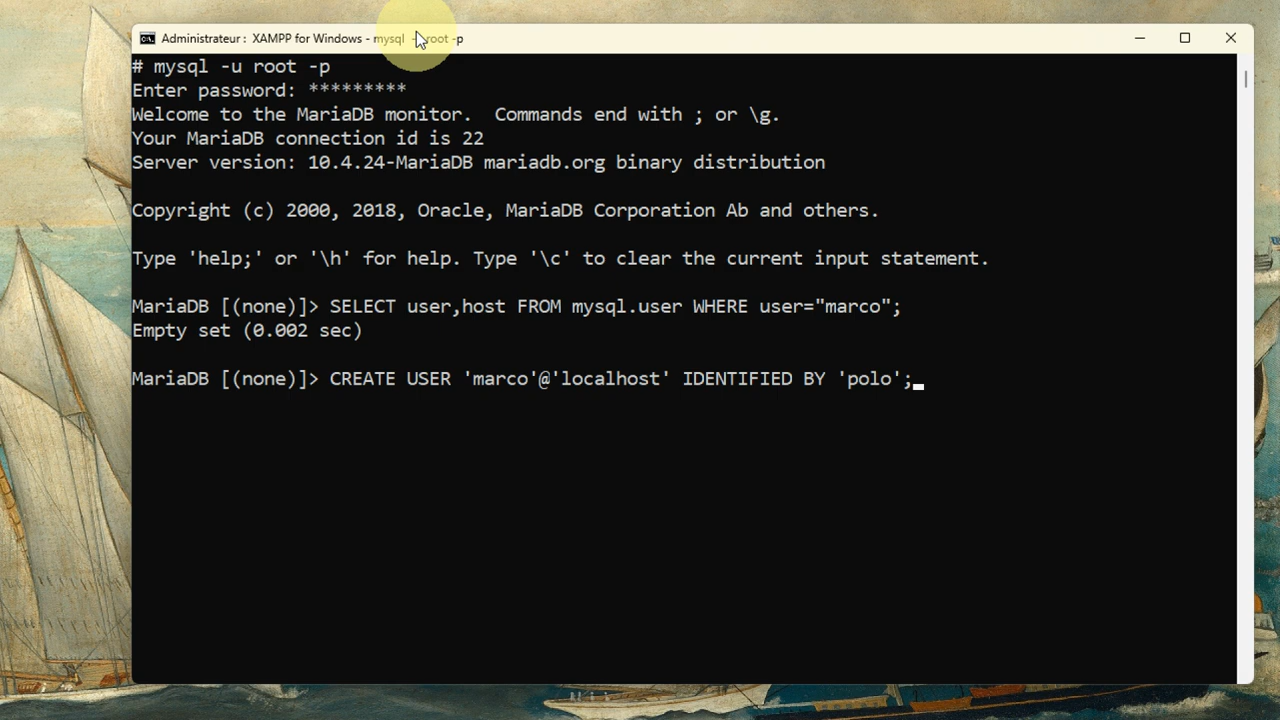 Administrateur : XAMPP for Windows - mysql - root -p
# mysql -u root -p
Enter password: *********
Welcome to the MariaDB monitor.  Commands end with ; or \g.
Your MariaDB connection id is 22
Server version: 10.4.24-MariaDB mariadb.org binary distribution
Copyright (c) 2000, 2018, Oracle, MariaDB Corporation Ab and others.
Type 'help;' or '\h' for help. Type '\c' to clear the current input statement.
MariaDB [(none)]> SELECT user,host FROM mysql.user WHERE user="marco";
Empty set (0.002 sec)
MariaDB [(none)]> CREATE USER 'marco'@'localhost' IDENTIFIED BY 'polo';